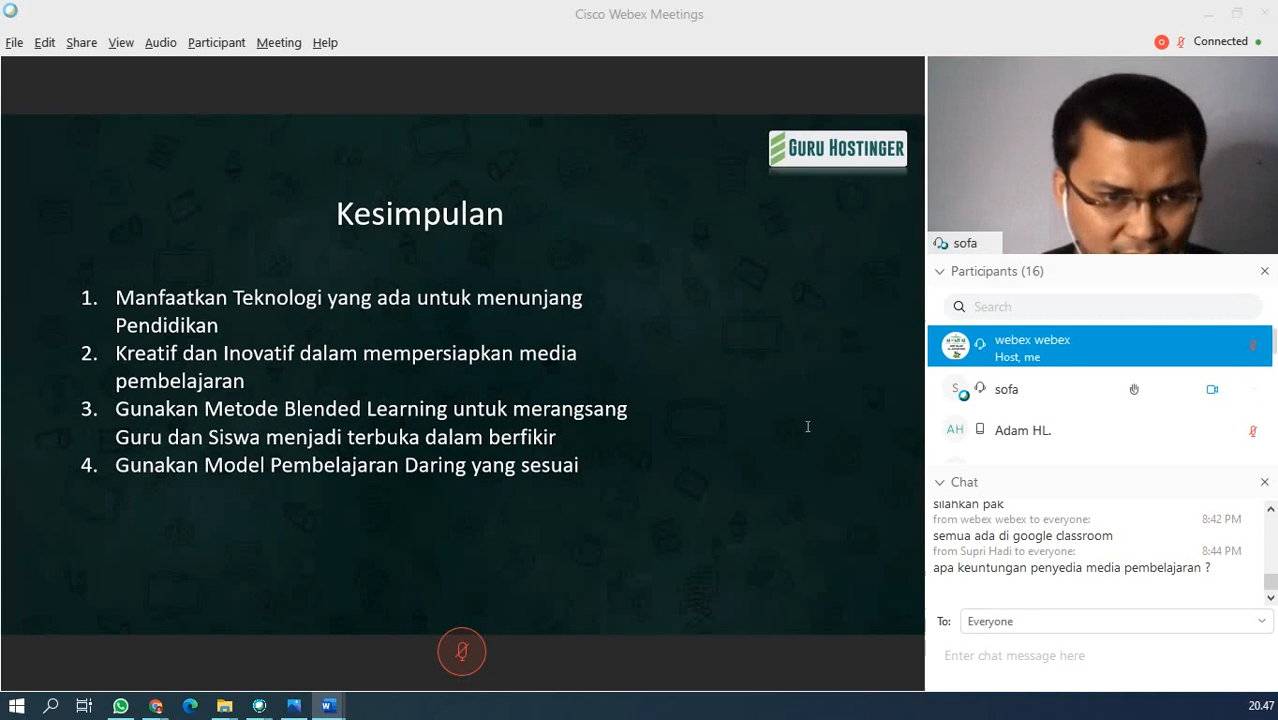 Cisco Webex Meetings
File Edit Share View Audio Participant Meeting Help
Connected
GURU HOSTINGER
Kesimpulan
1. Manfaatkan Teknologi yang ada untuk menunjang
Pendidikan
2. Kreatif dan Inovatif dalam mempersiapkan media
pembelajaran
3. Gunakan Metode Blended Learning untuk merangsang
Guru dan Siswa menjadi terbuka dalam berfikir
4. Gunakan Model Pembelajaran Daring yang sesuai
sofa
Participants (16)
Search
webex webex
Host, me
S sofa
AH Adam HL.
Chat
silahkan pak
from webex webex to everyone: 8:42 PM
semua ada di google classroom
from Supri Hadi to everyone: 8:44 PM
apa keuntungan penyedia media pembelajaran ?
To: Everyone
Enter chat message here
20.47